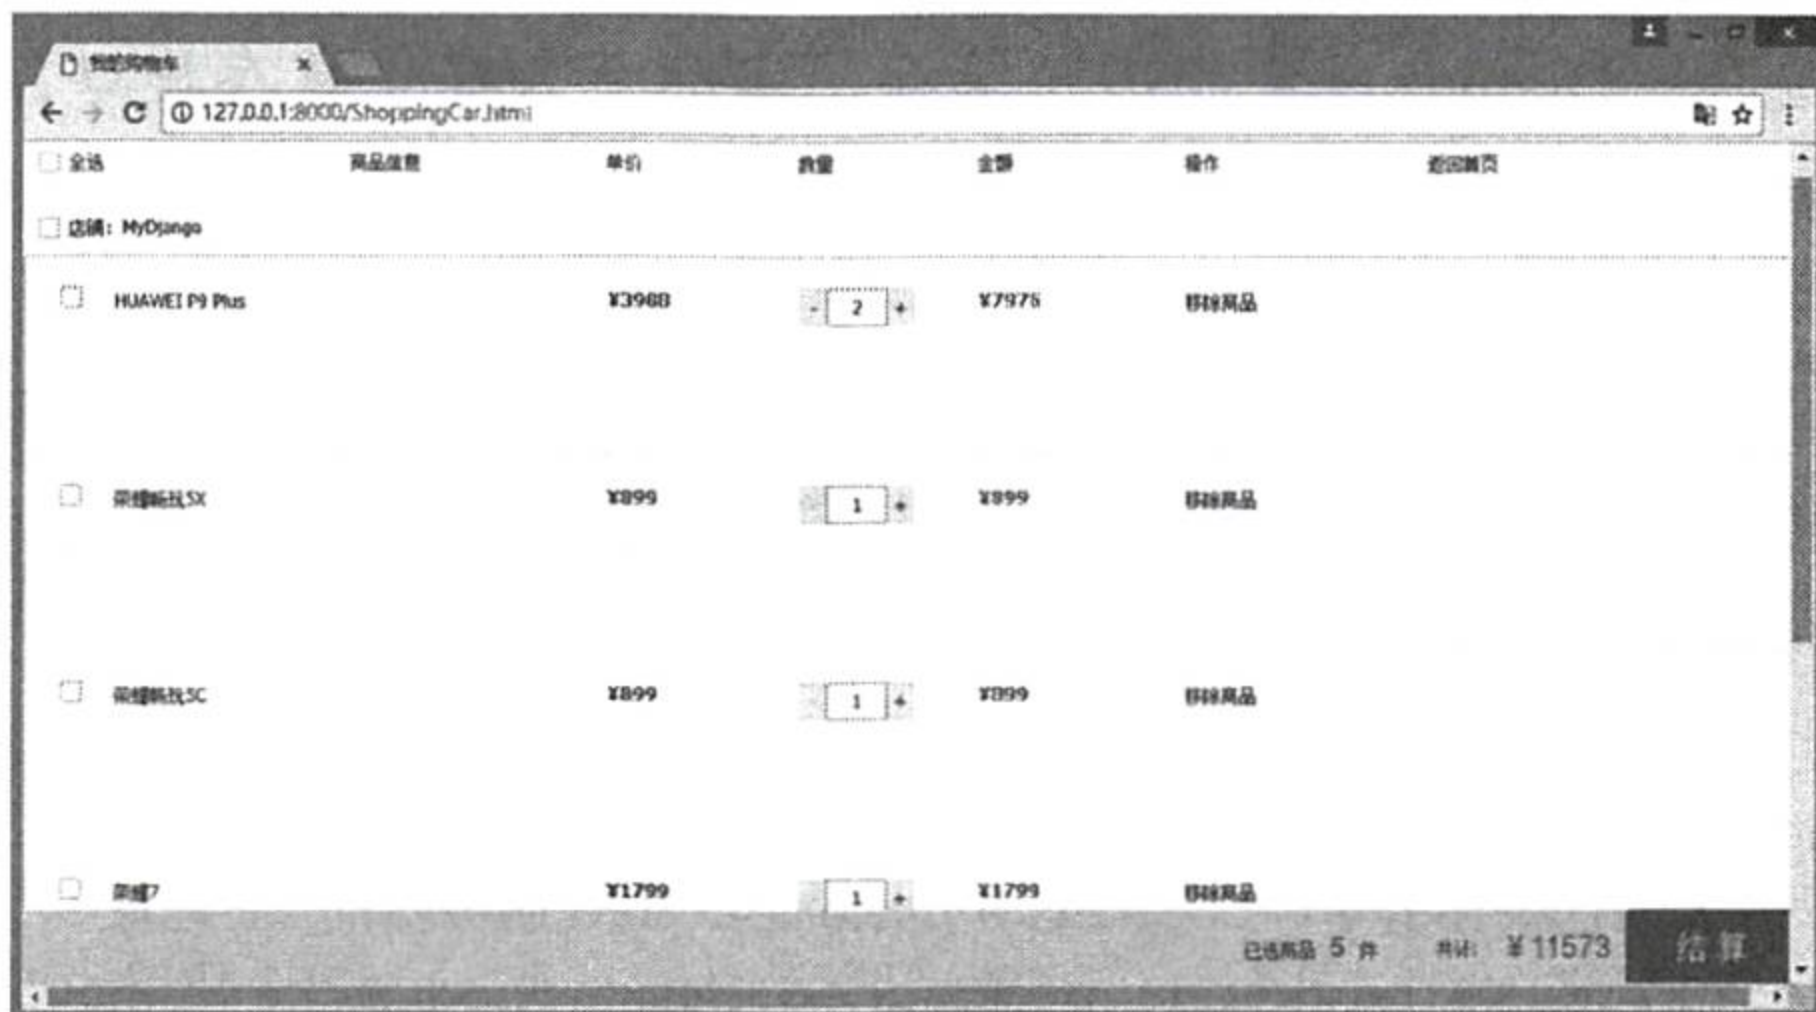 我的购物车
127.0.0.1:8000/ShoppingCar.html
全选 商品信息 单价 数量 金额 操作 返回首页
店铺：MyDjango
HUAWEI P9 Plus ¥3988 - 2 + ¥7976 移除商品
荣耀畅玩5X ¥899 1 + ¥899 移除商品
荣耀畅玩5C ¥899 1 + ¥899 移除商品
荣耀7 ¥1799 1 + ¥1799 移除商品
已选商品 5 件 共计: ¥11573 结算